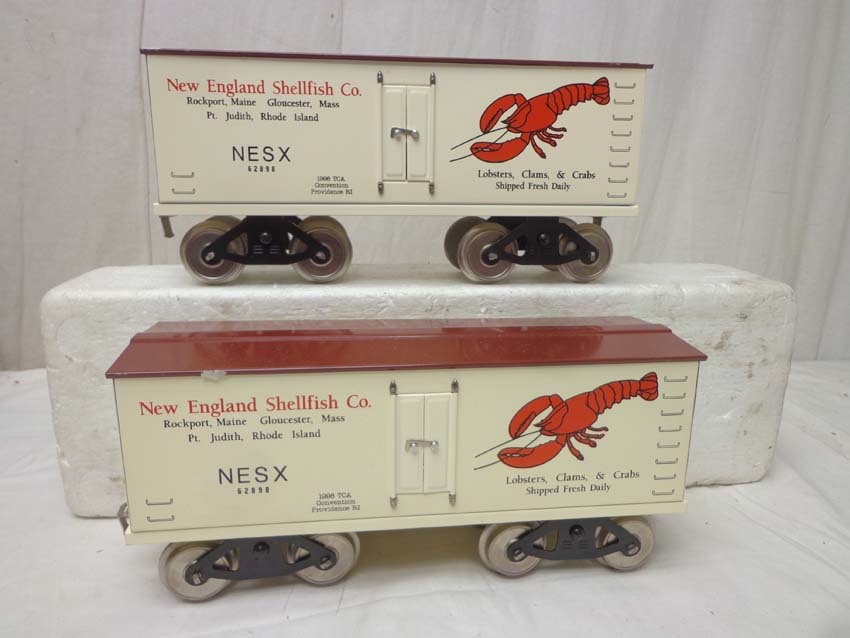 New England Shellfish Co.
Rockport, Maine Gloucester, Mass
Pt. Judith, Rhode Island
NESX
62898
1998 TCA
Convention
Providence RI
Lobsters, Clams, & Crabs
Shipped Fresh Daily
New England Shellfish Co.
Rockport, Maine Gloucester, Mass
Pt. Judith, Rhode Island
NESX
62898
1998 TCA
Convention
Providence RI
Lobsters, Clams, & Crabs
Shipped Fresh Daily